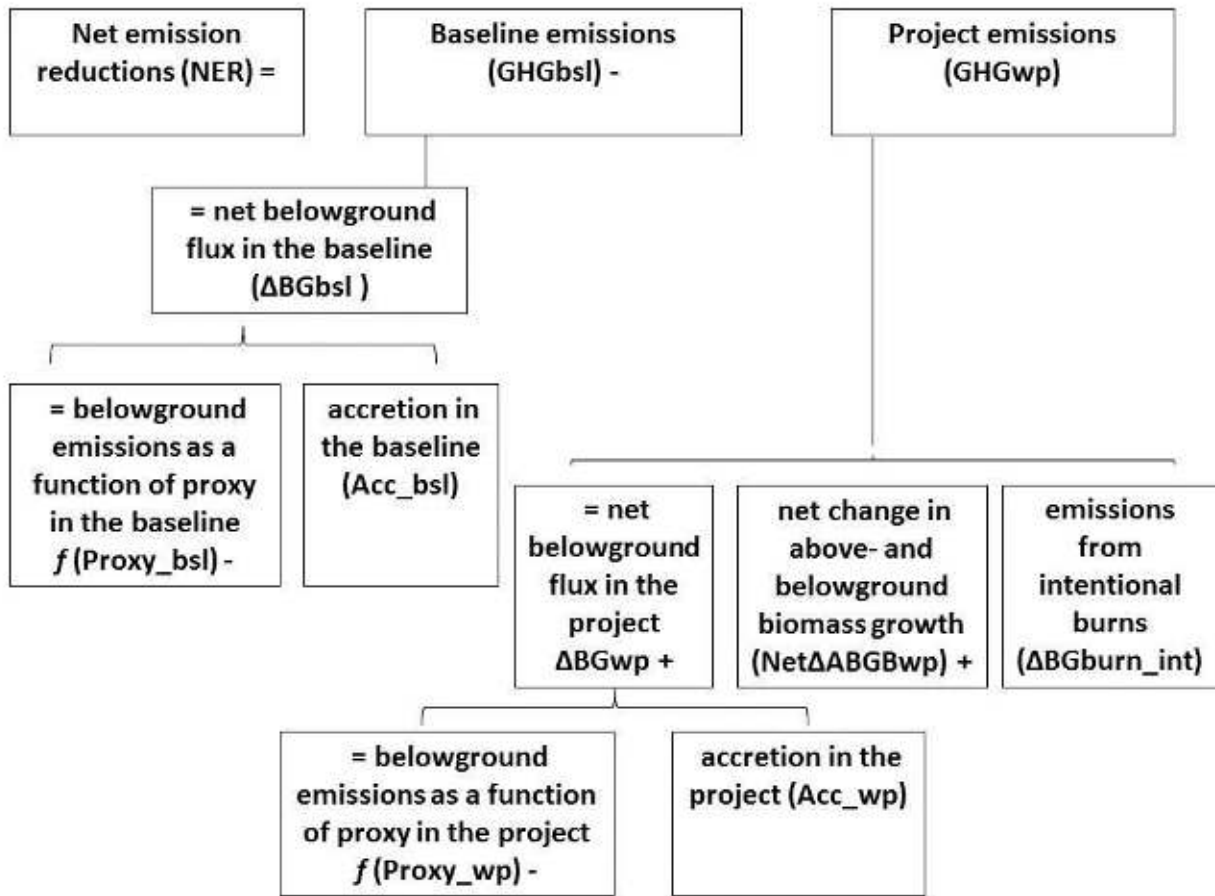 Net emission
reductions (NER) =
Baseline emissions
(GHGbsl) -
Project emissions
(GHGwp)
= net belowground
flux in the baseline
(ΔBGbsl )
= belowground
emissions as a
function of proxy
in the baseline
f (Proxy_bsl) -
accretion in
the baseline
(Acc_bsl)
= net
belowground
flux in the
project
ΔBGwp +
net change in
above- and
belowground
biomass growth
(NetΔABGBwp) +
emissions
from
intentional
burns
(ΔBGburn_int)
= belowground
emissions as a function
of proxy in the project
f (Proxy_wp) -
accretion in the
project (Acc_wp)